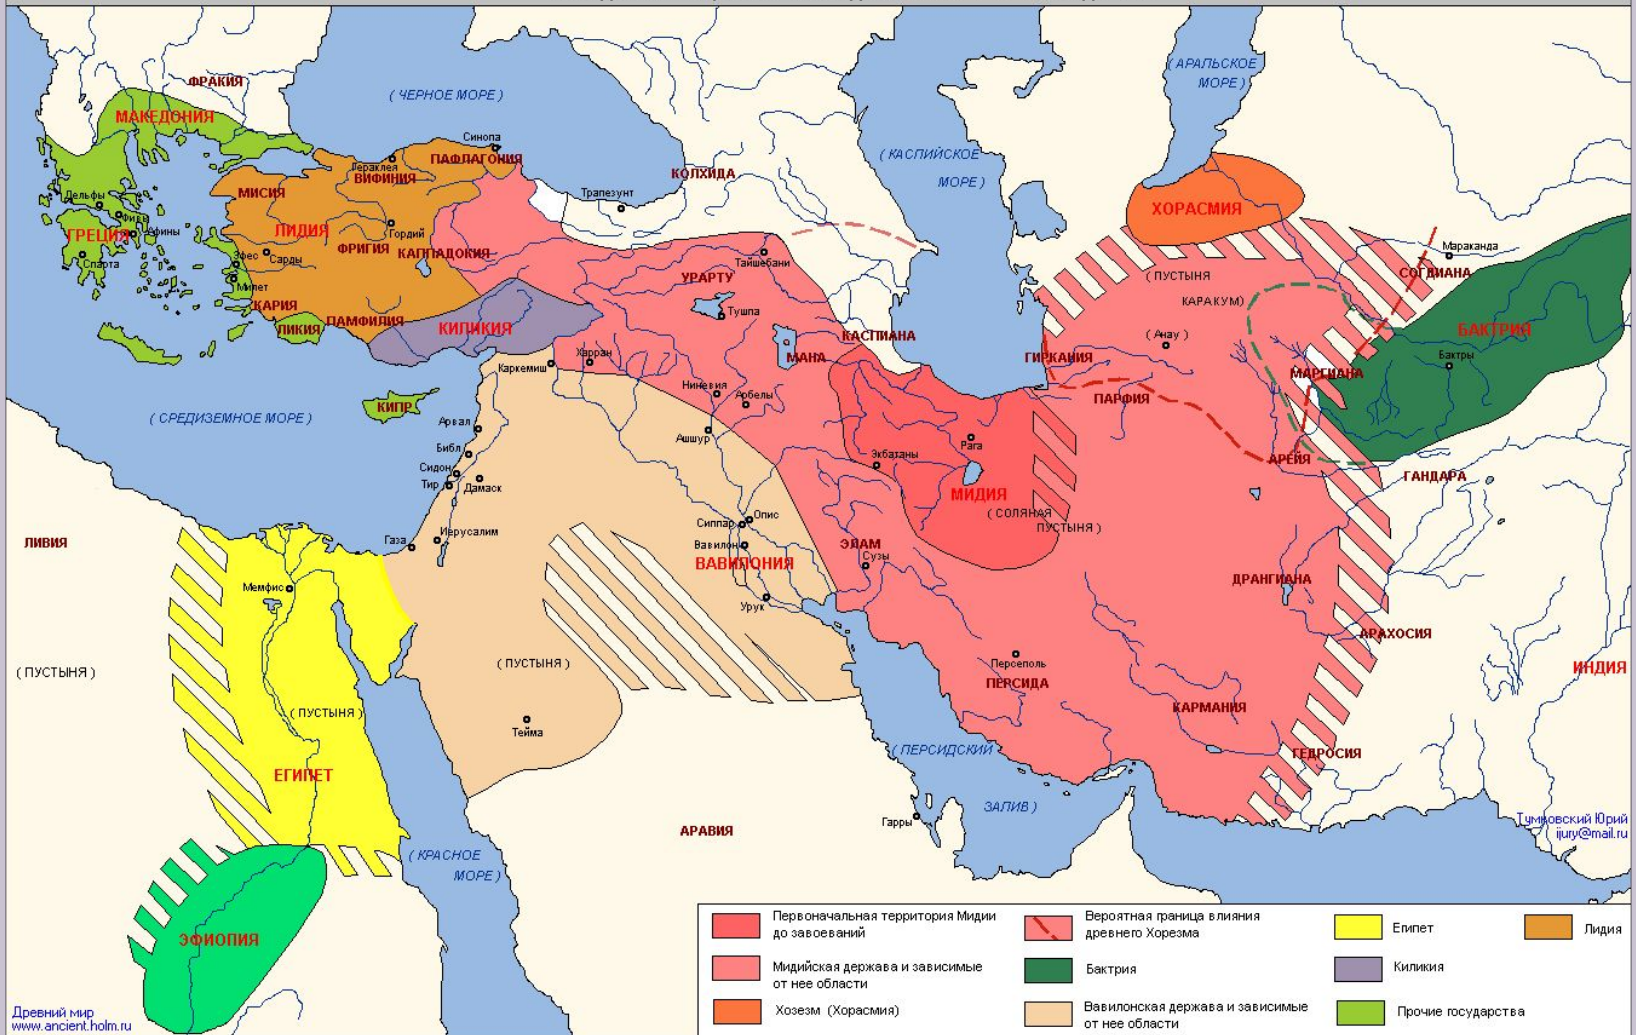 ФРАКИЯ
МАКЕДОНИЯ
( ЧЕРНОЕ МОРЕ )
( АРАЛЬСКОЕ
МОРЕ )
Синопа
ПАФЛАГОНИЯ
Гераклея
ВИФИНИЯ
МИСИЯ
ЛИДИЯ
Гордий
ФРИГИЯ
КАППАДОКИЯ
Дельфы
Фивы
ГРЕЦИЯ
Афины
Спарта
Эфес
Сарды
Милет
КАРИЯ
ЛИКИЯ
ПАМФИЛИЯ
КИЛИКИЯ
Трапезунт
КОЛХИДА
( КАСПИЙСКОЕ
МОРЕ )
ХОРАСМИЯ
Мараканда
СОГДИАНА
( ПУСТЫНЯ
КАРАКУМ)
БАКТРИЯ
Бактры
Тайшебани
УРАРТУ
Тушпа
КАСПИАНА
МАНА
ГИРКАНИЯ
( Анау )
МАРГИАНА
ПАРФИЯ
Харран
Каркемиш
Ниневия
Арбелы
Ашшур
КИПР
( СРЕДИЗЕМНОЕ МОРЕ )
Арвал
Библ
Сидон
Тир
Дамаск
Иерусалим
Газа
Рага
Экбатаны
МИДИЯ
( СОЛЯНАЯ
ПУСТЫНЯ )
АРЕЙЯ
ГАНДАРА
Опис
Сиппар
Вавилон
ВАВИЛОНИЯ
Урук
ЭЛАМ
Сузы
ДРАНГИАНА
АРАХОСИЯ
ИНДИЯ
ЛИВИЯ
Мемфис
( ПУСТЫНЯ )
( ПУСТЫНЯ )
( ПУСТЫНЯ )
Тейма
ЕГИПЕТ
Персеполь
ПЕРСИДА
КАРМАНИЯ
ГЕДРОСИЯ
( ПЕРСИДСКИЙ
ЗАЛИВ )
Гарры
АРАВИЯ
( КРАСНОЕ
МОРЕ )
ЭФИОПИЯ
Тумковский Юрий
ijury@mail.ru
Древний мир
www.ancient.holm.ru
Первоначальная территория Мидии
до завоеваний
Мидийская держава и зависимые
от нее области
Хозезм (Хорасмия)
Вероятная граница влияния
древнего Хорезма
Бактрия
Вавилонская держава и зависимые
от нее области
Египет
Киликия
Прочие государства
Лидия